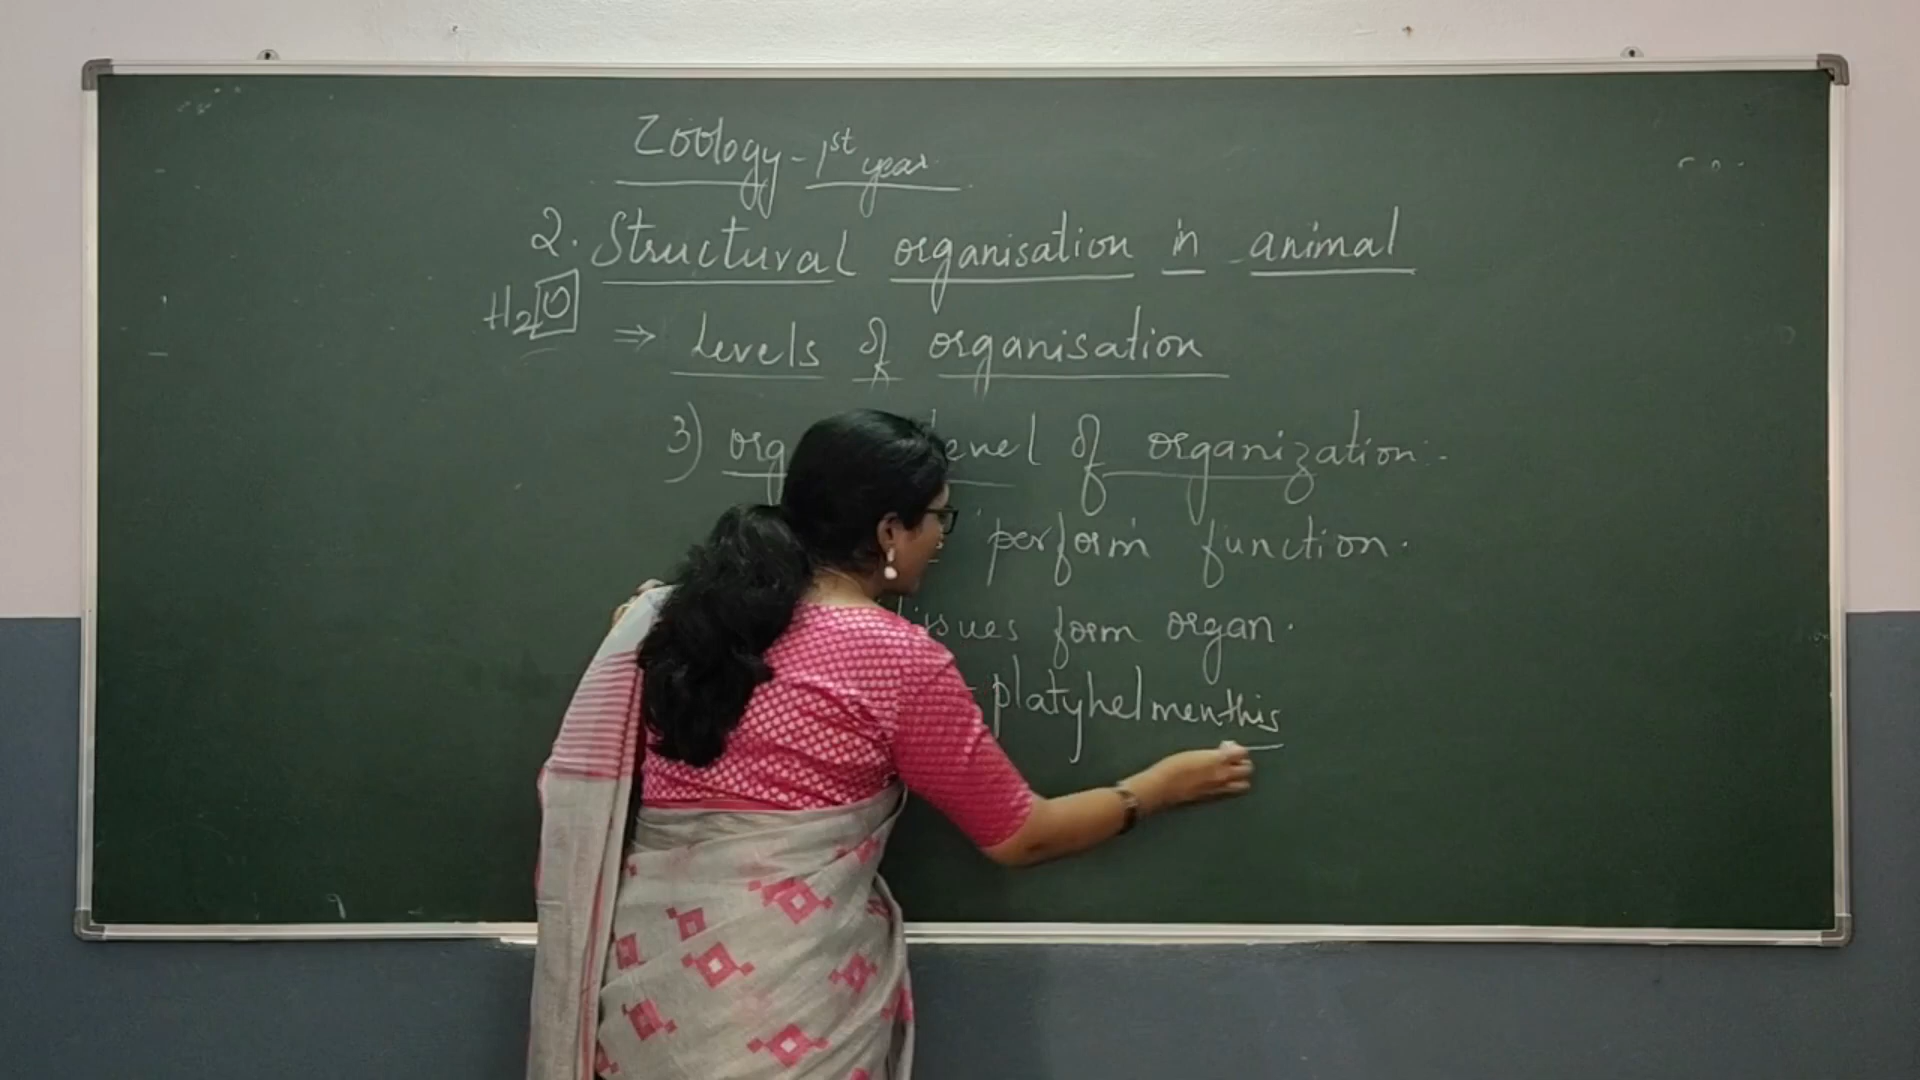 Zoology - 1st year
2. Structural organisation in animal
H2O
⇒ Levels of organisation
3) org level of organization.
perform function.
tissues form organ.
- platyhelmenthis